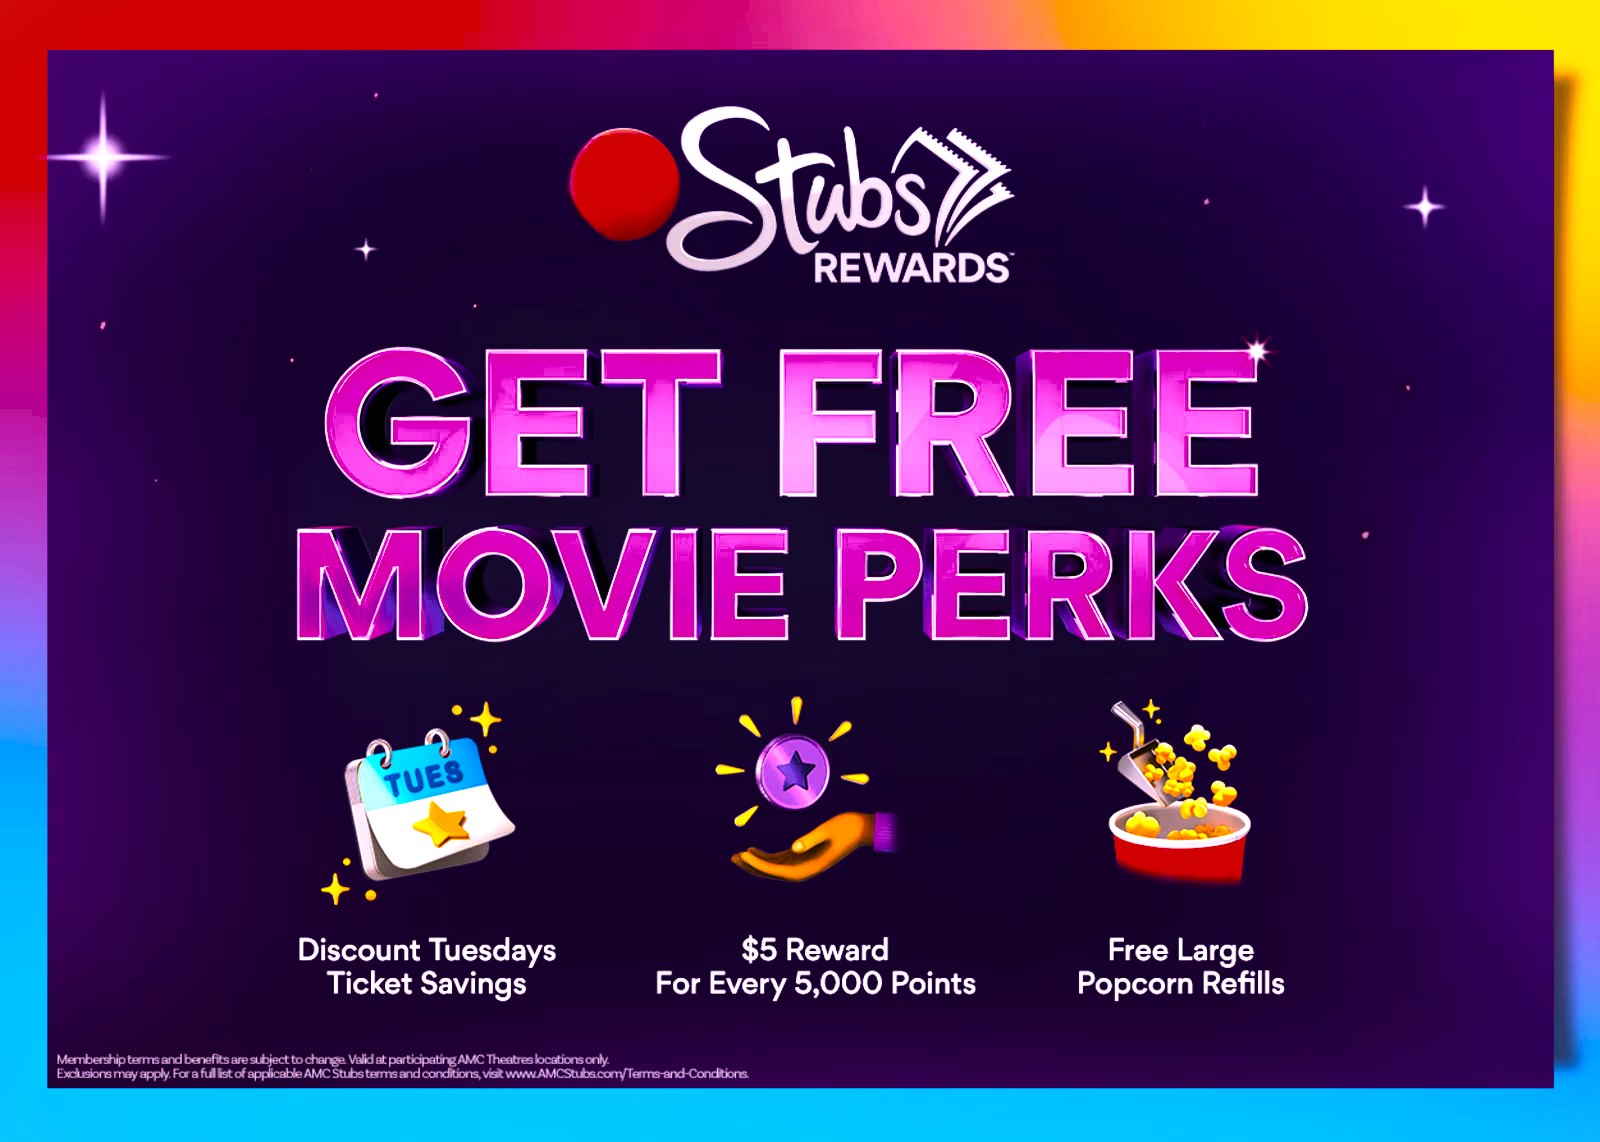 Stubs
REWARDS™
GET FREE
MOVIE PERKS
TUES
Discount Tuesdays
Ticket Savings
$5 Reward
For Every 5,000 Points
Free Large
Popcorn Refills
Membership terms and benefits are subject to change. Valid at participating AMC Theatres locations only.
Exclusions may apply. For a full list of applicable AMC Stubs terms and conditions, visit www.AMCStubs.com/Terms-and-Conditions.